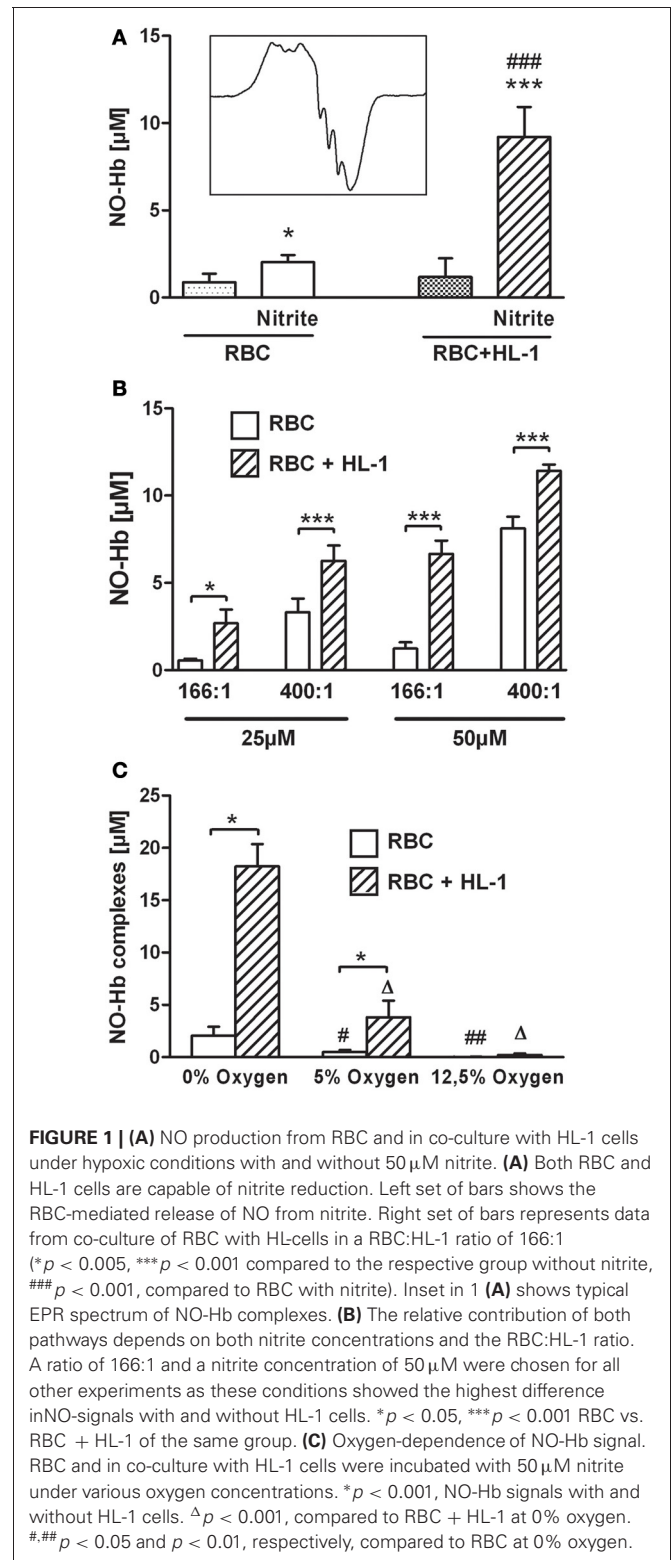 A
15
10
5
0
NO-Hb [µM]
###
***
*
Nitrite
Nitrite
RBC
RBC+HL-1
B
15
10
5
0
NO-Hb [µM]
RBC
RBC + HL-1
*
***
***
***
166:1
400:1
166:1
400:1
25µM
50µM
C
25
20
15
10
5
0
NO-Hb complexes [µM]
RBC
RBC + HL-1
*
*
#
Δ
##
Δ
0% Oxygen
5% Oxygen
12,5% Oxygen
FIGURE 1 | (A) NO production from RBC and in co-culture with HL-1 cells
under hypoxic conditions with and without 50 µM nitrite. (A) Both RBC and
HL-1 cells are capable of nitrite reduction. Left set of bars shows the
RBC-mediated release of NO from nitrite. Right set of bars represents data
from co-culture of RBC with HL-cells in a RBC:HL-1 ratio of 166:1
(*p < 0.005, ***p < 0.001 compared to the respective group without nitrite,
###p < 0.001, compared to RBC with nitrite). Inset in 1 (A) shows typical
EPR spectrum of NO-Hb complexes. (B) The relative contribution of both
pathways depends on both nitrite concentrations and the RBC:HL-1 ratio.
A ratio of 166:1 and a nitrite concentration of 50 µM were chosen for all
other experiments as these conditions showed the highest difference
inNO-signals with and without HL-1 cells. *p < 0.05, ***p < 0.001 RBC vs.
RBC + HL-1 of the same group. (C) Oxygen-dependence of NO-Hb signal.
RBC and in co-culture with HL-1 cells were incubated with 50 µM nitrite
under various oxygen concentrations. *p < 0.001, NO-Hb signals with and
without HL-1 cells. Δp < 0.001, compared to RBC + HL-1 at 0% oxygen.
#,##p < 0.05 and p < 0.01, respectively, compared to RBC at 0% oxygen.